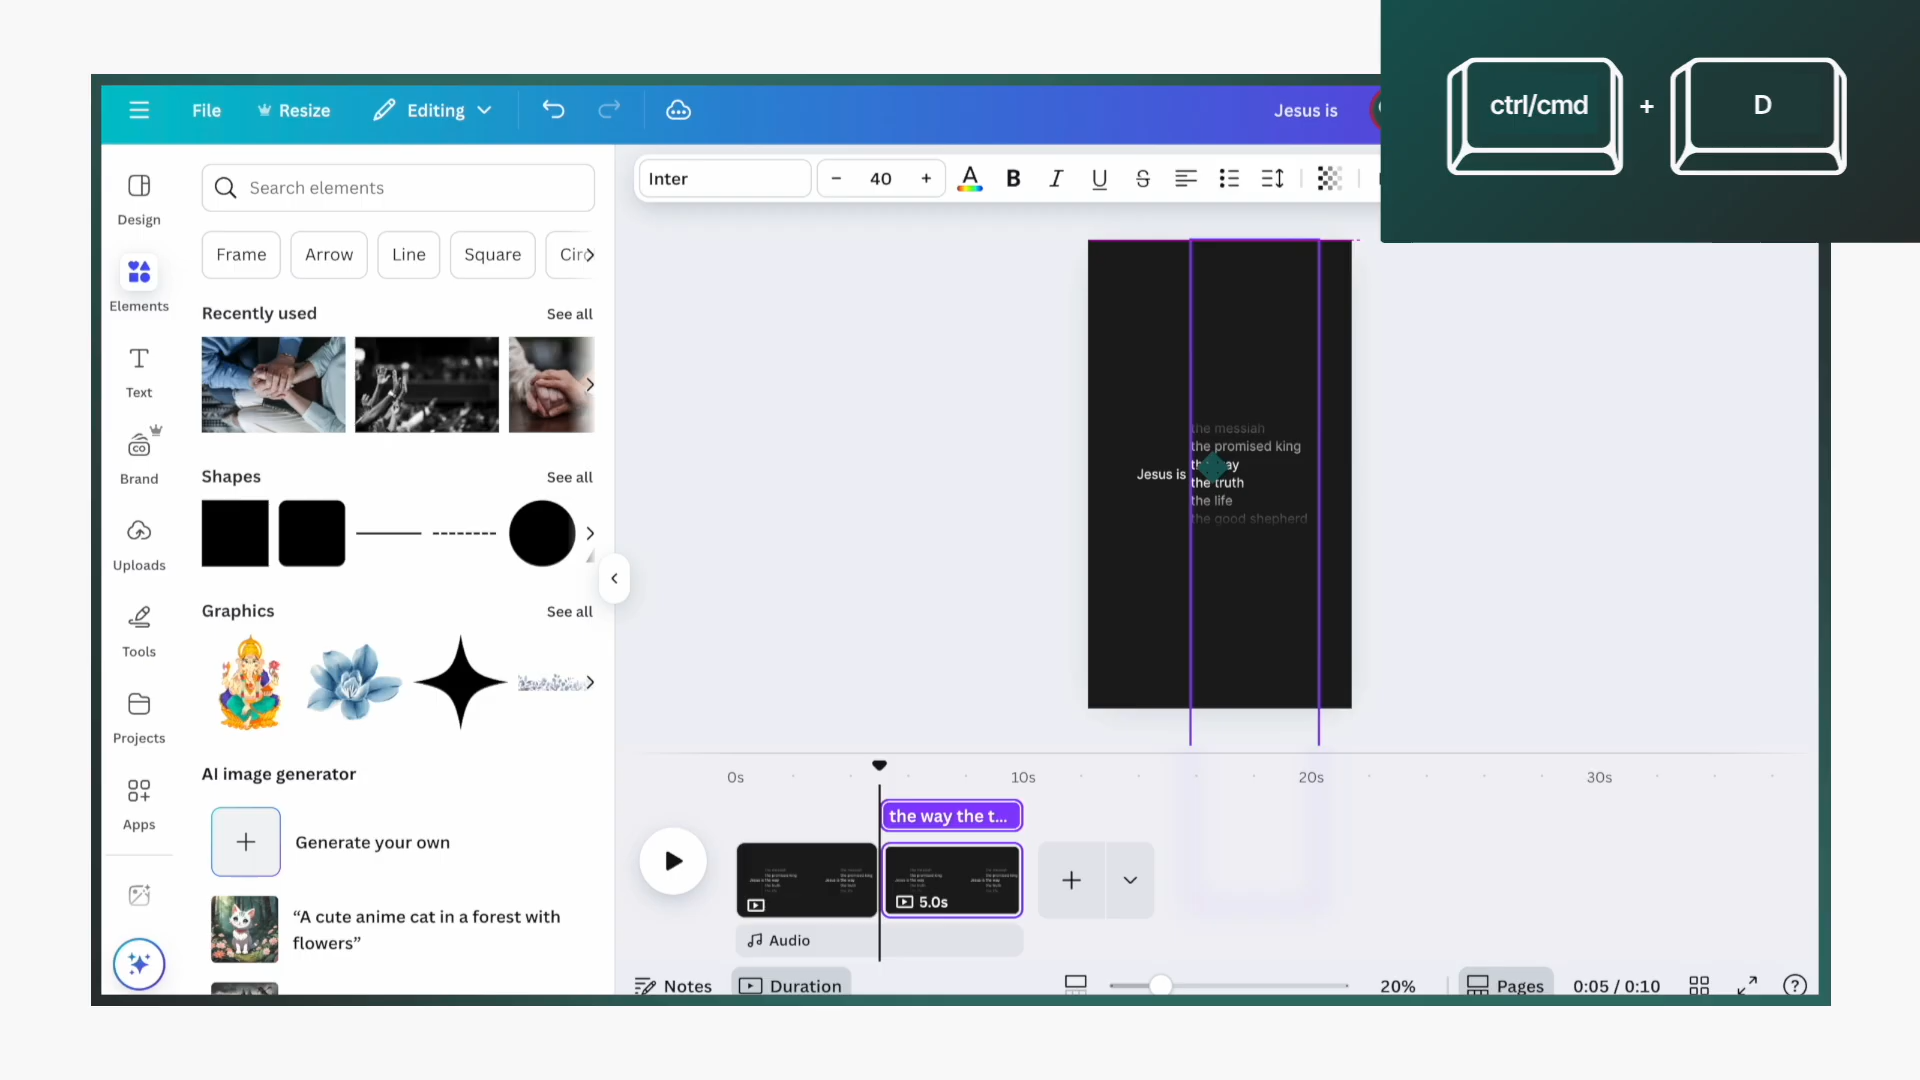 ctrl/cmd + D
File
Resize
Editing
Jesus is
Design
Elements
Text
Brand
Uploads
Tools
Projects
Apps
Search elements
Frame
Arrow
Line
Square
Recently used
See all
Shapes
See all
Graphics
See all
AI image generator
Generate your own
“A cute anime cat in a forest with
flowers”
Inter
− 40 +
A B I U S
the messiah
the promised king
Jesus is
the truth
the life
the good shepherd
0s 10s 20s 30s
the way the t...
5.0s
Audio
Notes
Duration
20%
Pages
0:05 / 0:10
?